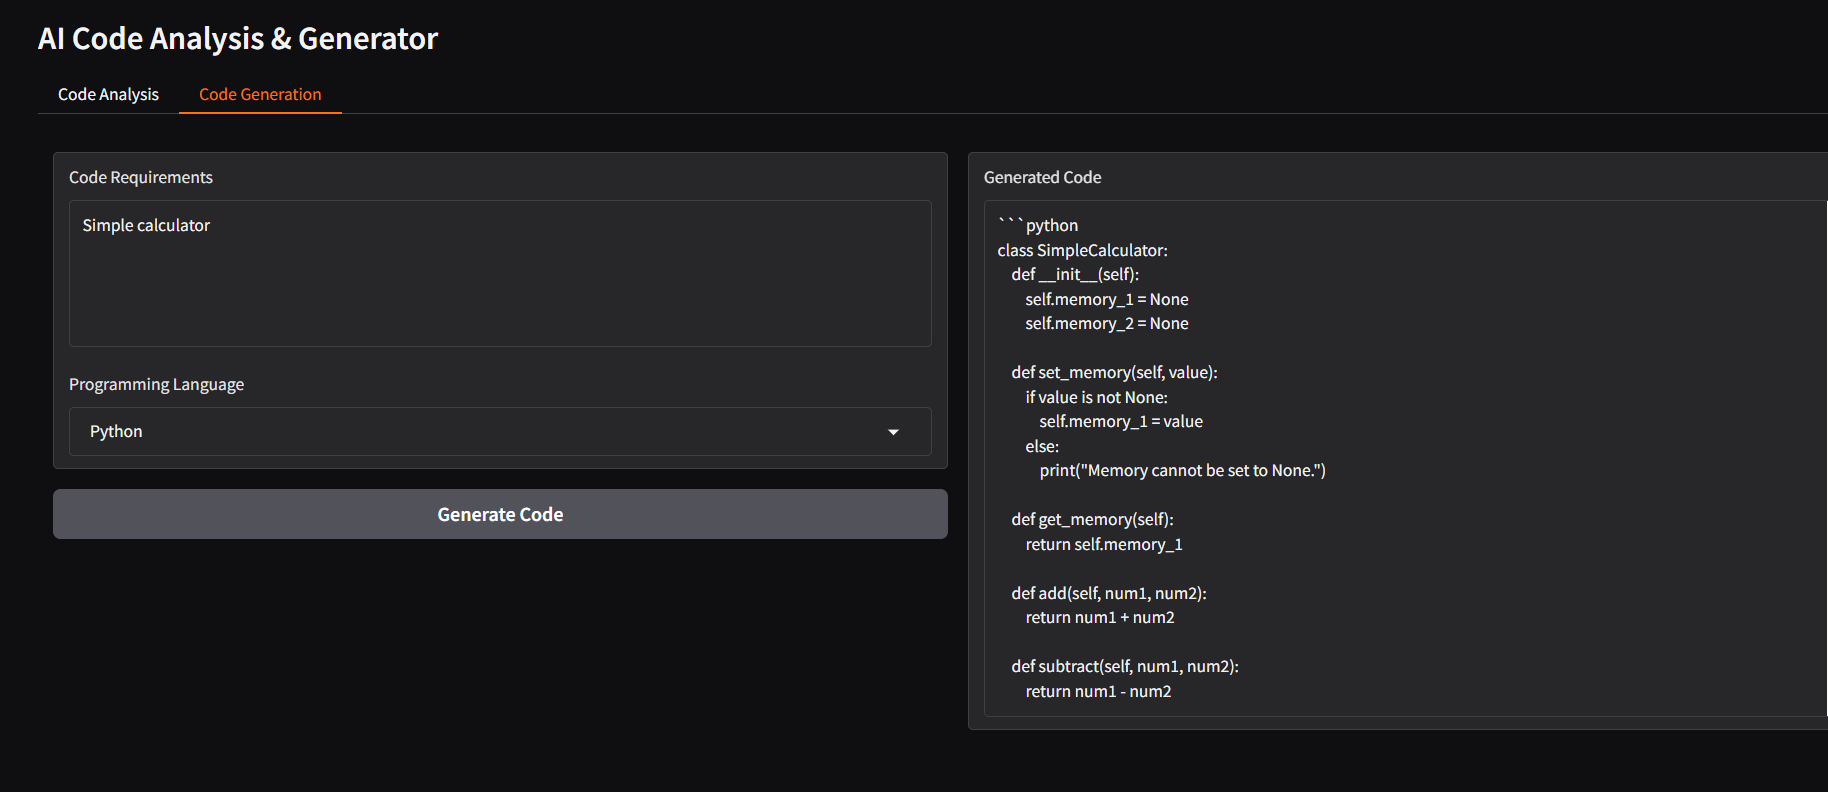 AI Code Analysis & Generator
Code Analysis
Code Generation
Code Requirements
Simple calculator
Programming Language
Python
Generate Code
Generated Code
```python
class SimpleCalculator:
    def __init__(self):
        self.memory_1 = None
        self.memory_2 = None

    def set_memory(self, value):
        if value is not None:
            self.memory_1 = value
        else:
            print("Memory cannot be set to None.")

    def get_memory(self):
        return self.memory_1

    def add(self, num1, num2):
        return num1 + num2

    def subtract(self, num1, num2):
        return num1 - num2